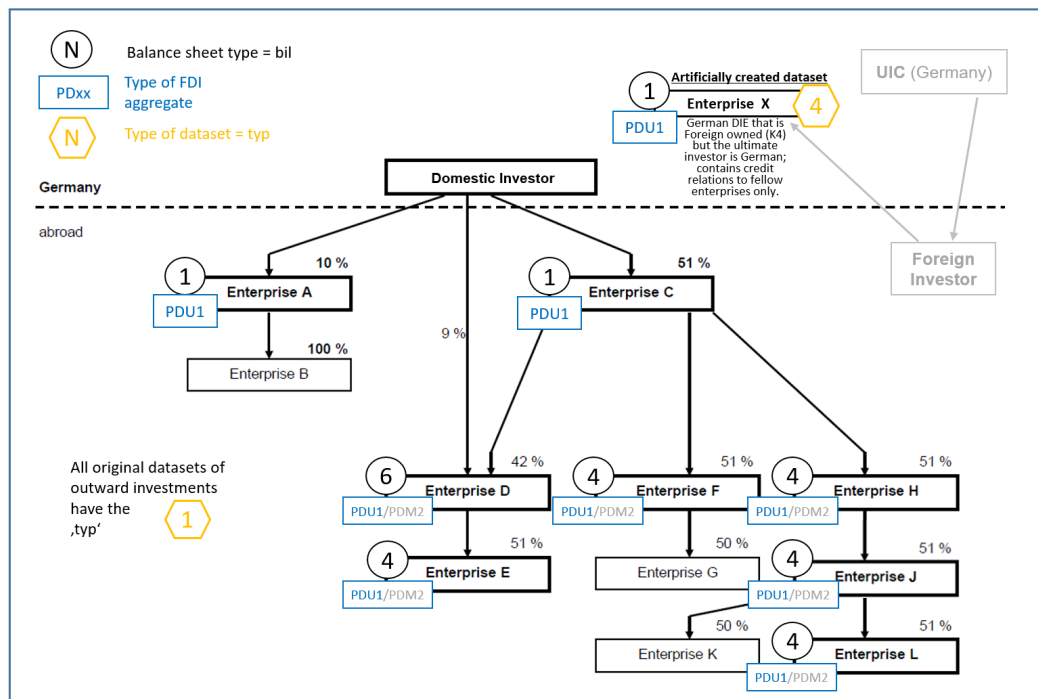 N
Balance sheet type = bil
PDxx
Type of FDI
aggregate
N
Type of dataset = typ
Artificially created dataset
1
Enterprise X
4
PDU1
German DIE that is
Foreign owned (K4)
but the ultimate
investor is German;
contains credit
relations to fellow
enterprises only.
UIC (Germany)
Foreign
Investor
Domestic Investor
Germany
abroad
10 %
1
Enterprise A
PDU1
100 %
Enterprise B
9 %
51 %
1
Enterprise C
PDU1
All original datasets of
outward investments
have the
‚typ‘
1
42 %
6
Enterprise D
PDU1/PDM2
51 %
4
Enterprise E
PDU1/PDM2
51 %
4
Enterprise F
PDU1/PDM2
50 %
Enterprise G
51 %
4
Enterprise H
PDU1/PDM2
51 %
4
Enterprise J
PDU1/PDM2
50 %
Enterprise K
51 %
4
Enterprise L
PDU1/PDM2